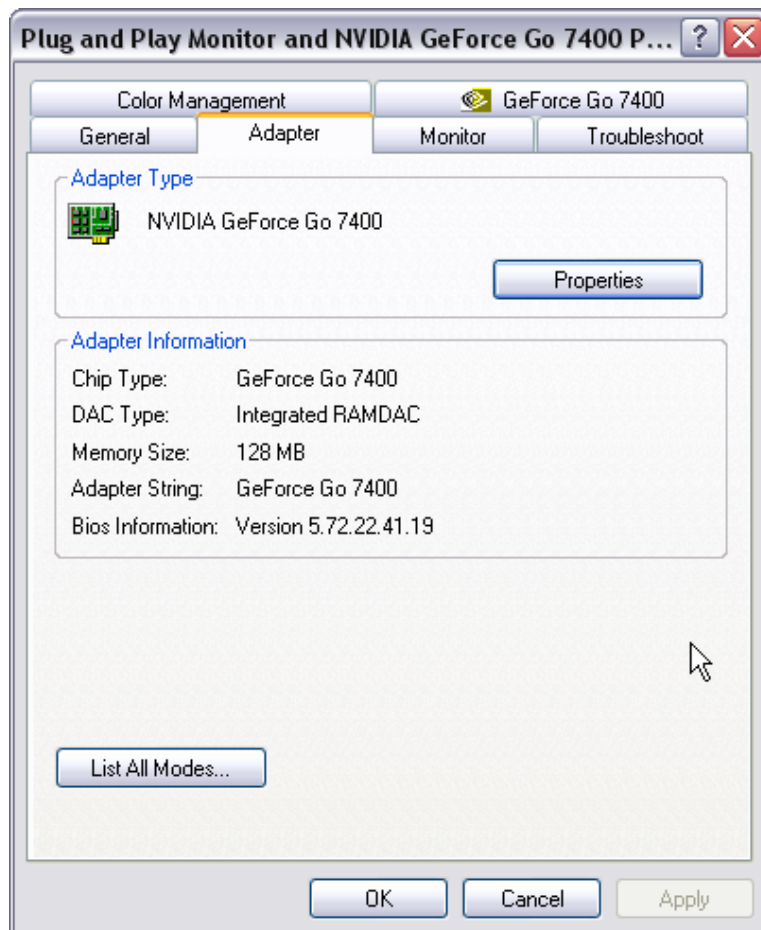 Plug and Play Monitor and NVIDIA GeForce Go 7400 P...
Color Management GeForce Go 7400
General Adapter Monitor Troubleshoot
Adapter Type
NVIDIA GeForce Go 7400
Properties
Adapter Information
Chip Type: GeForce Go 7400
DAC Type: Integrated RAMDAC
Memory Size: 128 MB
Adapter String: GeForce Go 7400
Bios Information: Version 5.72.22.41.19
List All Modes...
OK Cancel Apply